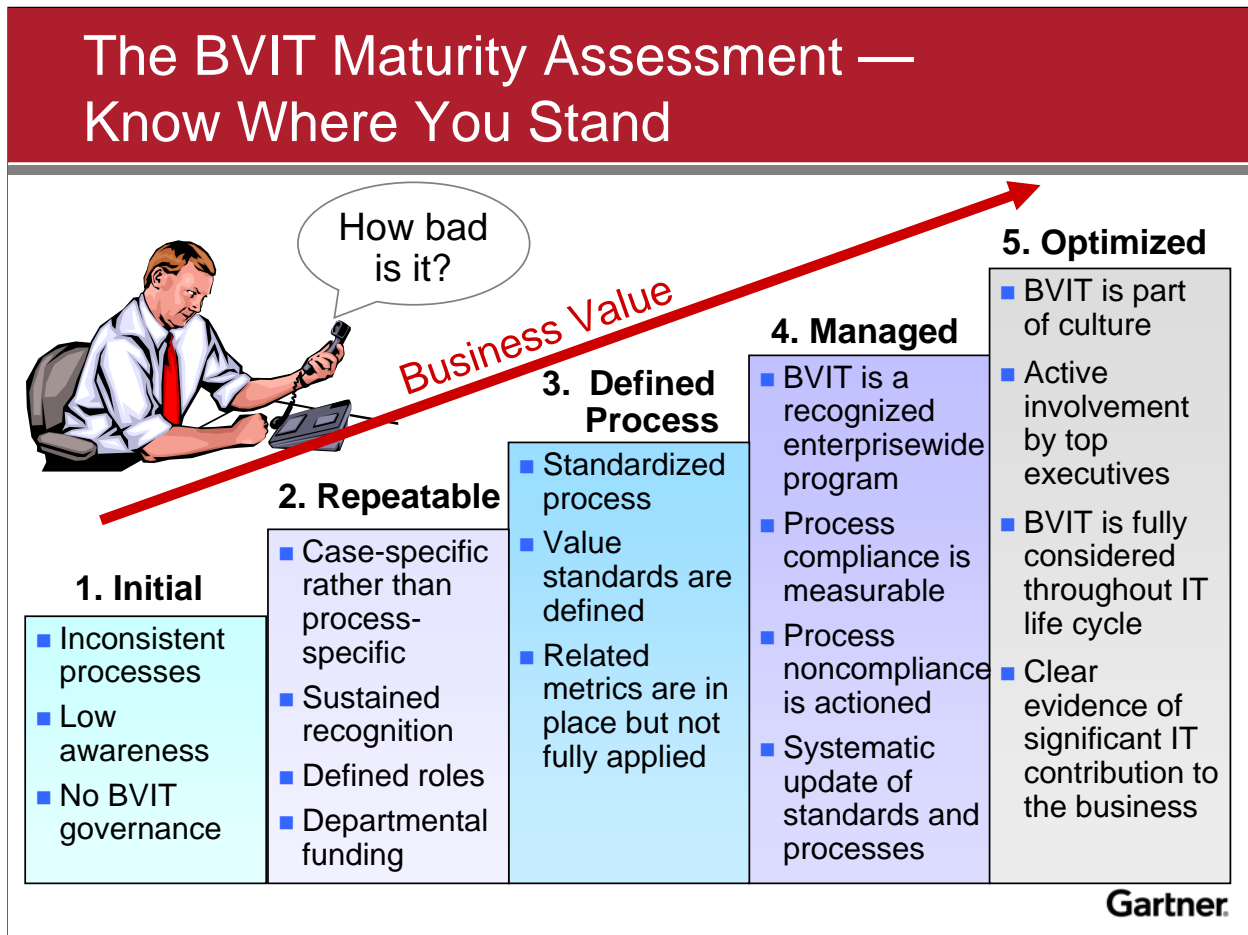 The BVIT Maturity Assessment —
Know Where You Stand
How bad
is it?
Business Value
1. Initial
Inconsistent
processes
Low
awareness
No BVIT
governance
2. Repeatable
Case-specific
rather than
process-
specific
Sustained
recognition
Defined roles
Departmental
funding
3. Defined
Process
Standardized
process
Value
standards are
defined
Related
metrics are in
place but not
fully applied
4. Managed
BVIT is a
recognized
enterprisewide
program
Process
compliance is
measurable
Process
noncompliance
is actioned
Systematic
update of
standards and
processes
5. Optimized
BVIT is part
of culture
Active
involvement
by top
executives
BVIT is fully
considered
throughout IT
life cycle
Clear
evidence of
significant IT
contribution to
the business
Gartner.